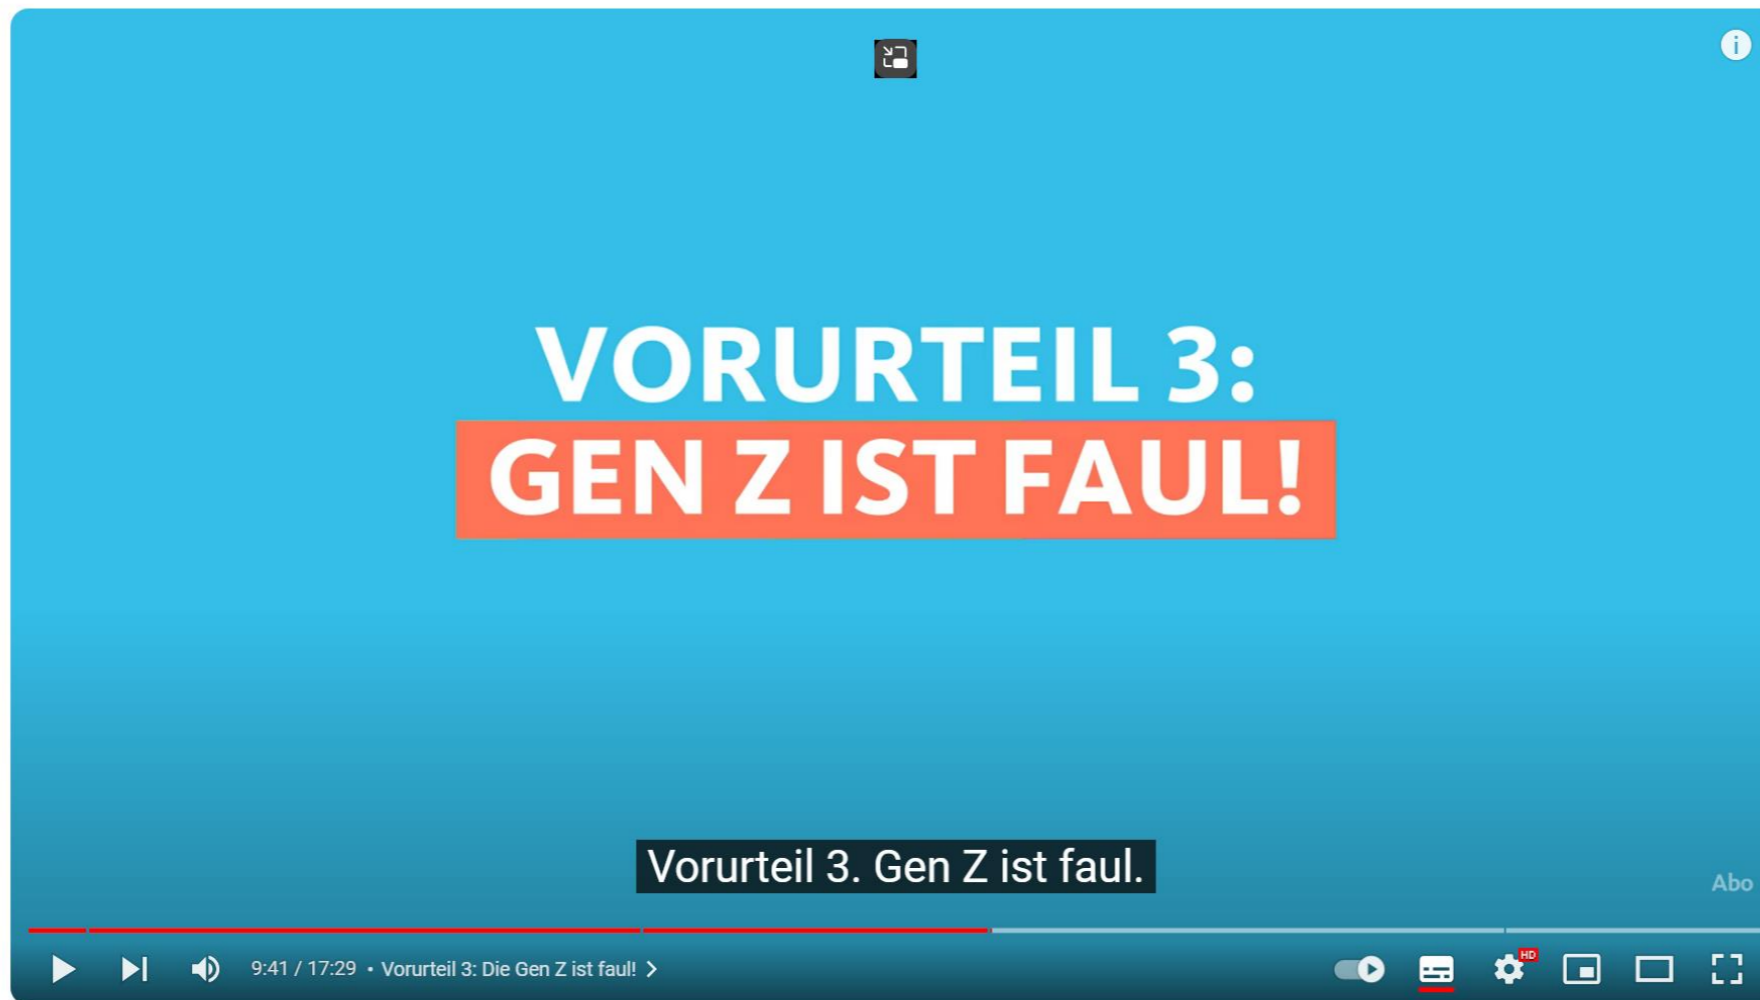 VORURTEIL 3:
GEN Z IST FAUL!
Vorurteil 3. Gen Z ist faul.
Abo
9:41 / 17:29 • Vorurteil 3: Die Gen Z ist faul!
HD